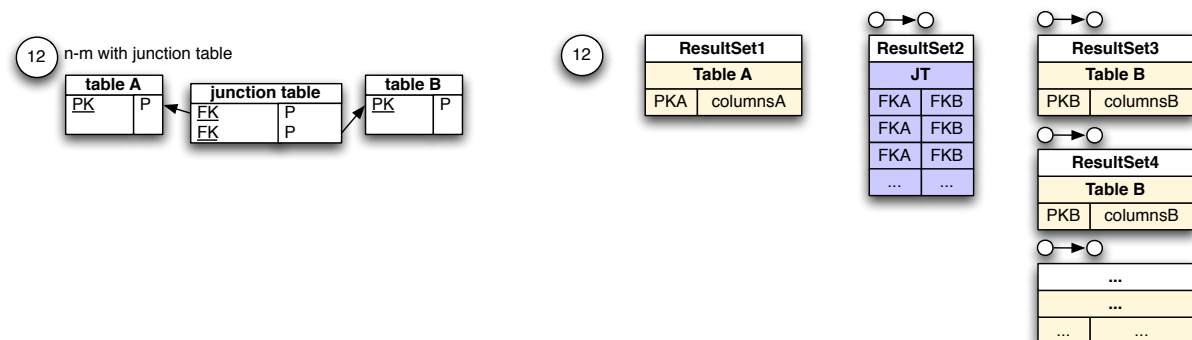 12 n-m with junction table
table A
PK P
junction table
FK P
FK P
table B
PK P
12
ResultSet1
Table A
PKA columnsA
ResultSet2
JT
FKA FKB
FKA FKB
FKA FKB
... ...
ResultSet3
Table B
PKB columnsB
ResultSet4
Table B
PKB columnsB
...
...
... ...